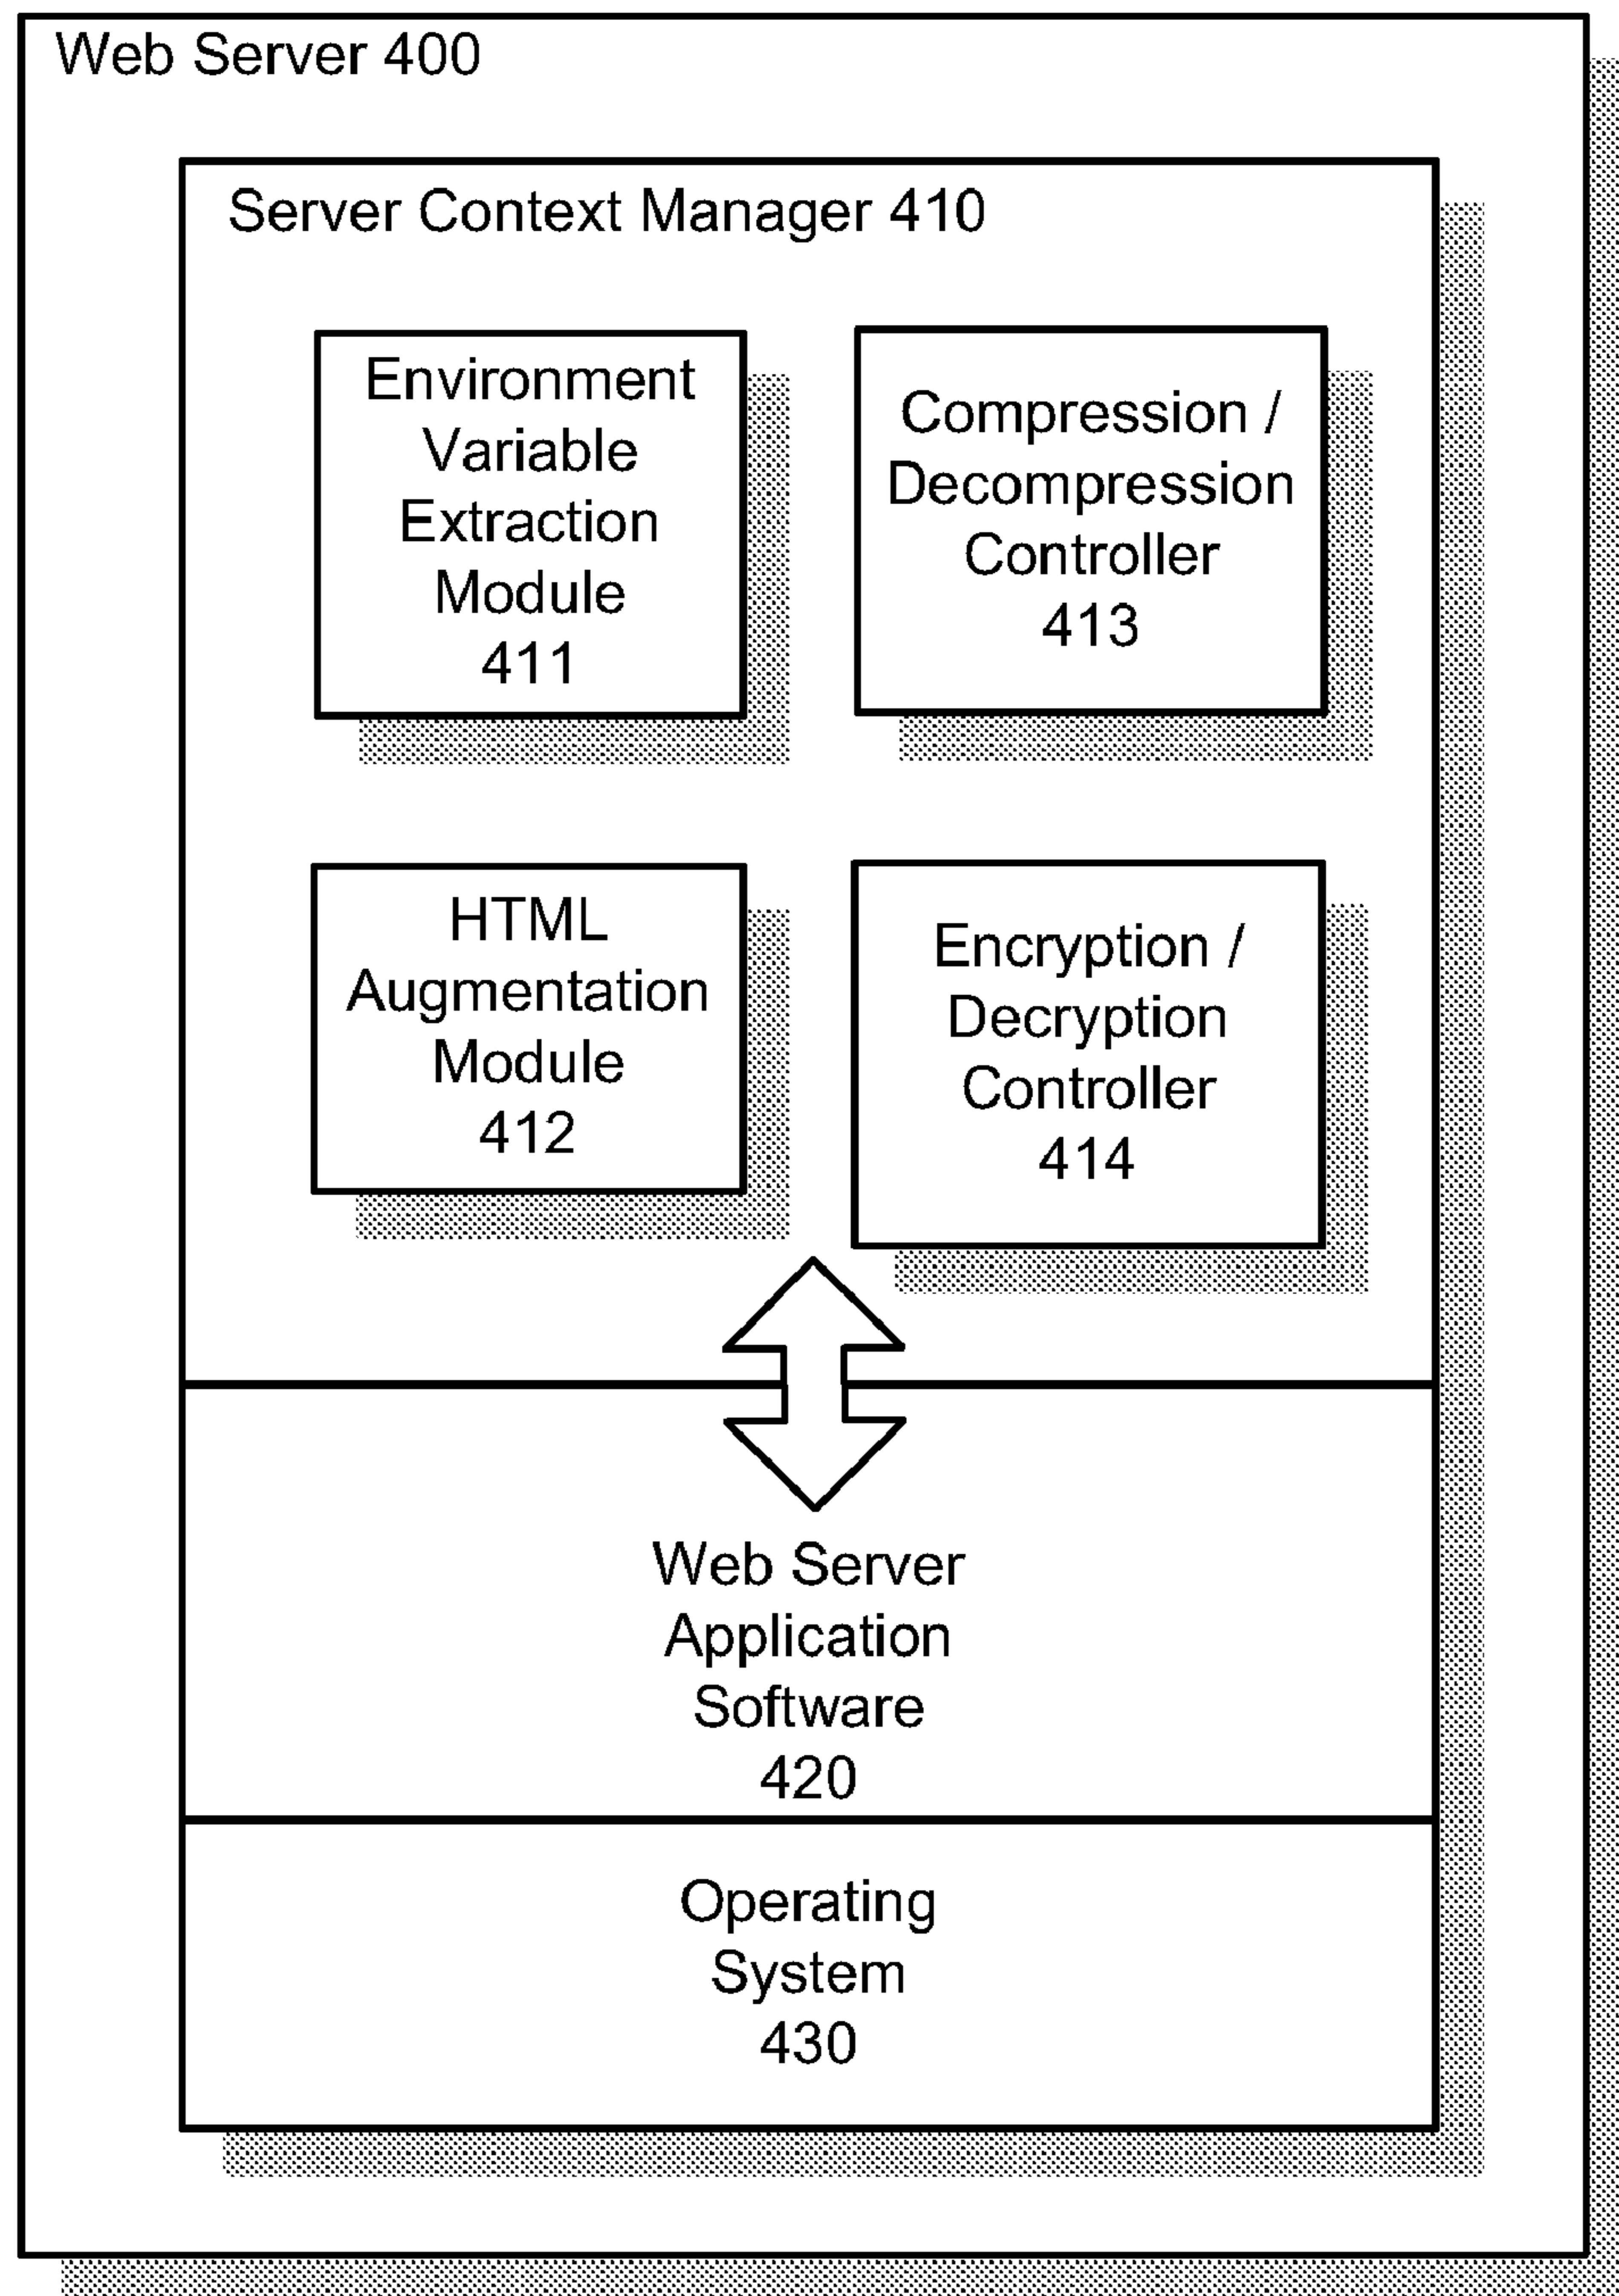 Web Server 400
Server Context Manager 410
Environment
Variable
Extraction
Module
411
Compression /
Decompression
Controller
413
HTML
Augmentation
Module
412
Encryption /
Decryption
Controller
414
Web Server
Application
Software
420
Operating
System
430